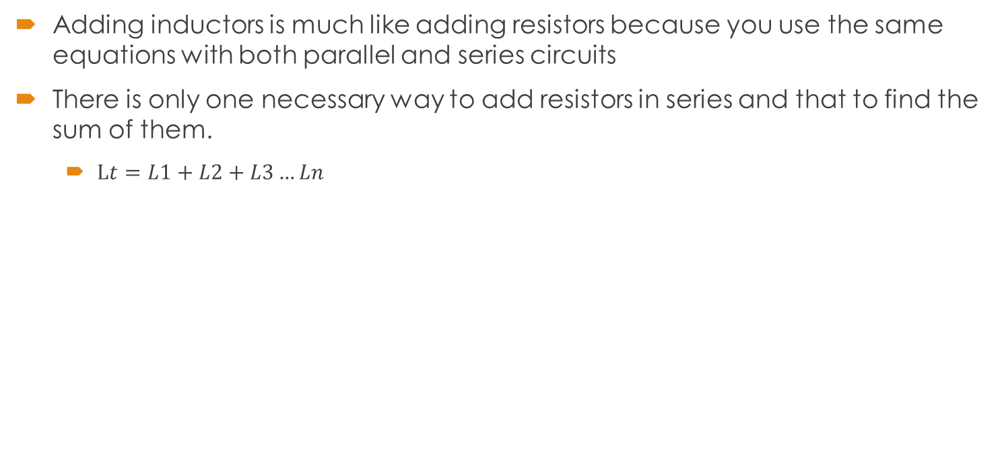 Adding inductors is much like adding resistors because you use the same
equations with both parallel and series circuits
There is only one necessary way to add resistors in series and that to find the
sum of them.
Lt = L1 + L2 + L3 … Ln